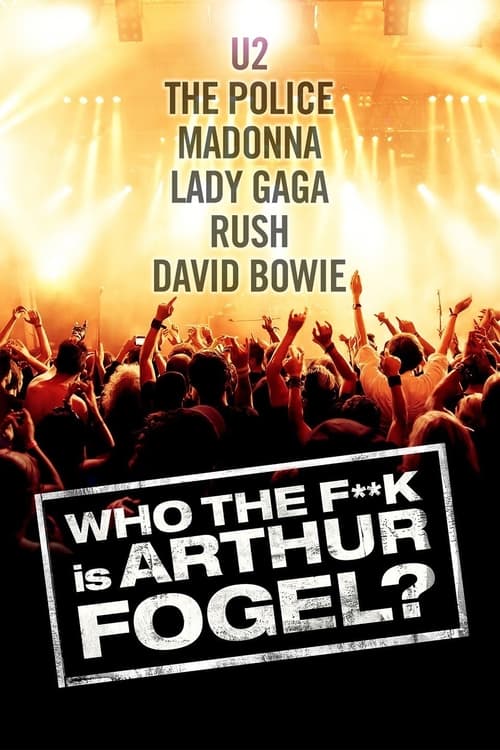 U2
THE POLICE
MADONNA
LADY GAGA
RUSH
DAVID BOWIE
WHO THE F**K
is ARTHUR
FOGEL?